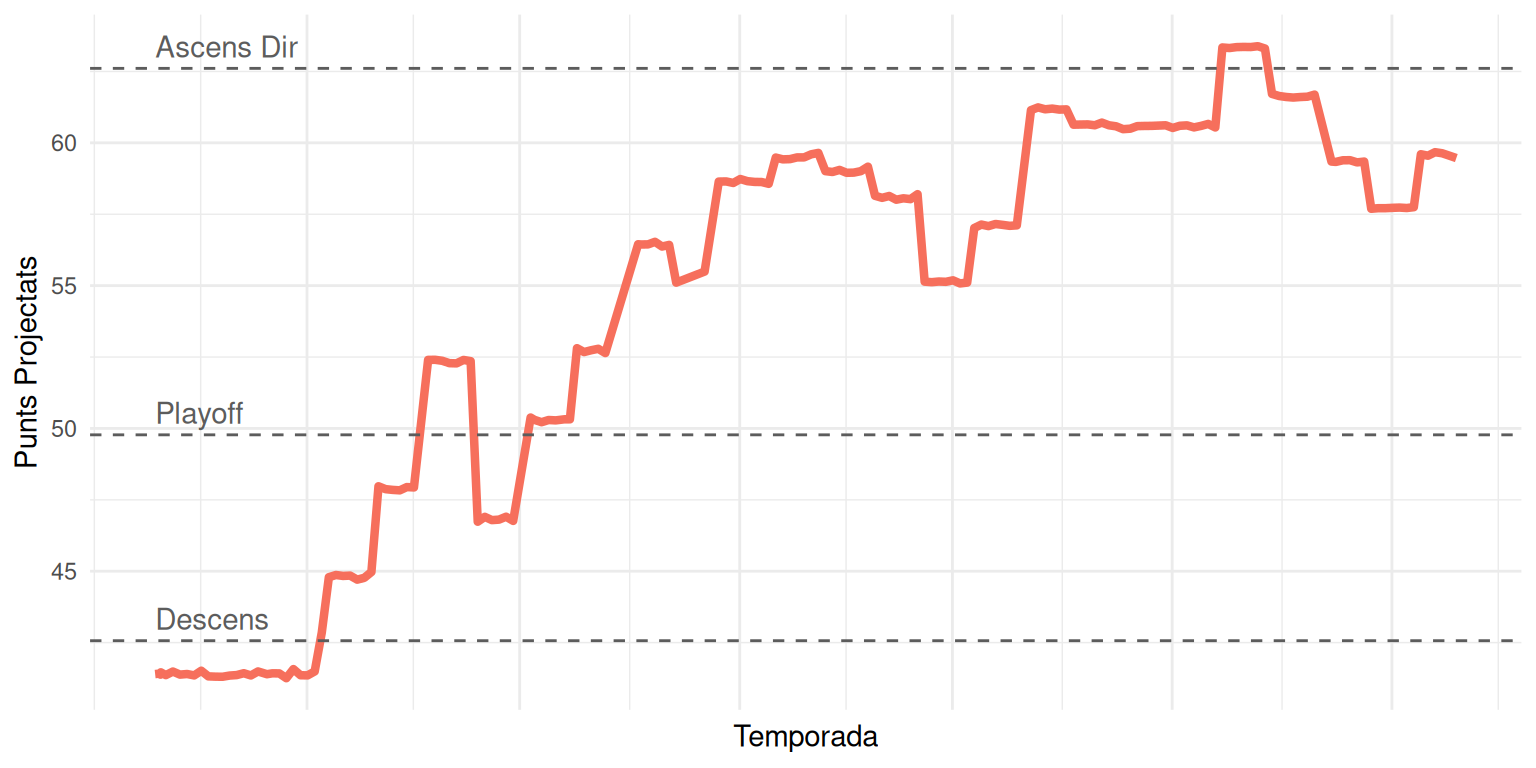 Ascens Dir
60
55
Playoff
50
45
Descens
Punts Projectats
Temporada